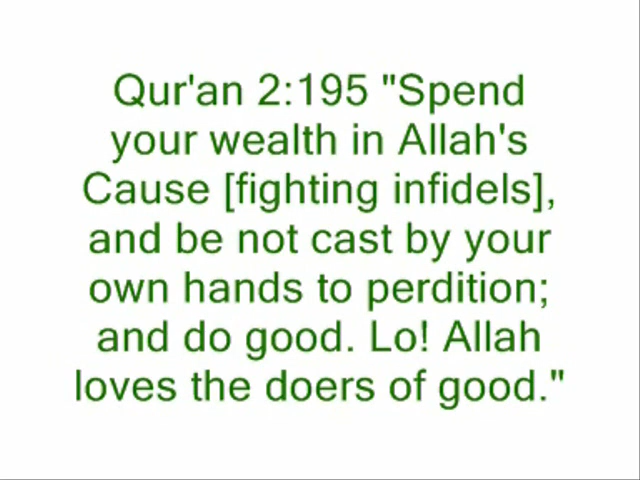 Qur'an 2:195 "Spend
your wealth in Allah's
Cause [fighting infidels],
and be not cast by your
own hands to perdition;
and do good. Lo! Allah
loves the doers of good."